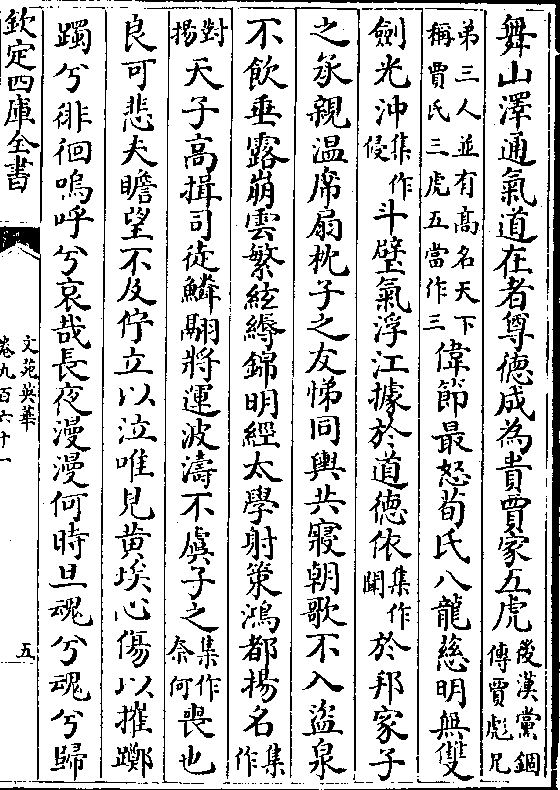 舞山澤通氣道在者尊德成為貴賈家五虎後漢黨錮傳賈彪兄
弟三人並有髙名天下稱賈氏三虎五當作三偉節最怒荀氏八龍慈明無雙
劍光沖集作侵斗壁氣浮江據於道德依集作聞於邦家子
之承親温席扇枕子之友悌同輿共寢朝歌不入盜泉
不飲垂露崩雲繁絃縟錦明經太學射策鴻都揚名集作
對揚天子髙揖司徒鱗翮將運波濤不虞子之集作奈何喪也
良可悲夫瞻望不及佇立以泣唯見黄埃心傷以摧躑
躅兮徘徊嗚呼兮哀哉長夜漫漫何時旦魂兮魂兮歸
欽定四庫全書
文苑英華
卷九百六十一
五